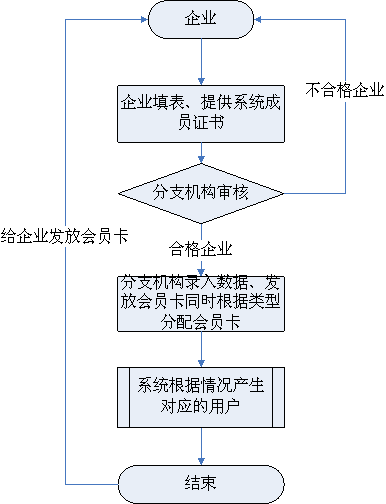 企业
不合格企业
企业填表、提供系统成
员证书
分支机构审核
给企业发放会员卡
合格企业
分支机构录入数据、发
放会员卡同时根据类型
分配会员卡
系统根据情况产生
对应的用户
结束